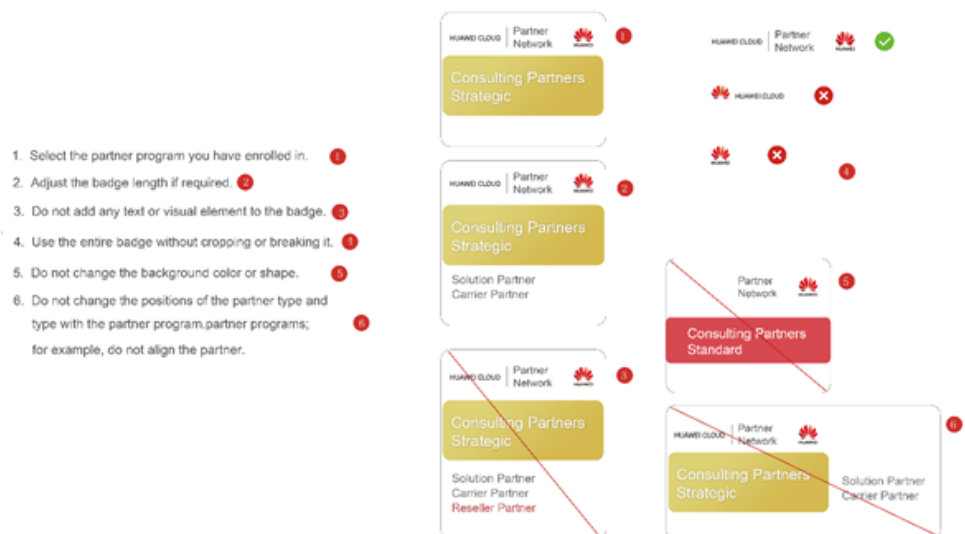 1. Select the partner program you have enrolled in. 1
2. Adjust the badge length if required. 2
3. Do not add any text or visual element to the badge. 3
4. Use the entire badge without cropping or breaking it. 4
5. Do not change the background color or shape. 5
6. Do not change the positions of the partner type and
type with the partner program.partner programs; 6
for example, do not align the partner.
HUAWEI CLOUD | Partner
Network HUAWEI 1
Consulting Partners
Strategic
HUAWEI CLOUD | Partner
Network HUAWEI 2
Consulting Partners
Strategic
Solution Partner
Carrier Partner
HUAWEI CLOUD | Partner
Network HUAWEI 3
Consulting Partners
Strategic
Solution Partner
Carrier Partner
Reseller Partner
HUAWEI CLOUD | Partner
Network HUAWEI
HUAWEI CLOUD
HUAWEI
4
Partner
Network HUAWEI 5
Consulting Partners
Standard
HUAWEI CLOUD | Partner
Network HUAWEI 6
Consulting Partners
Strategic
Solution Partner
Carrier Partner